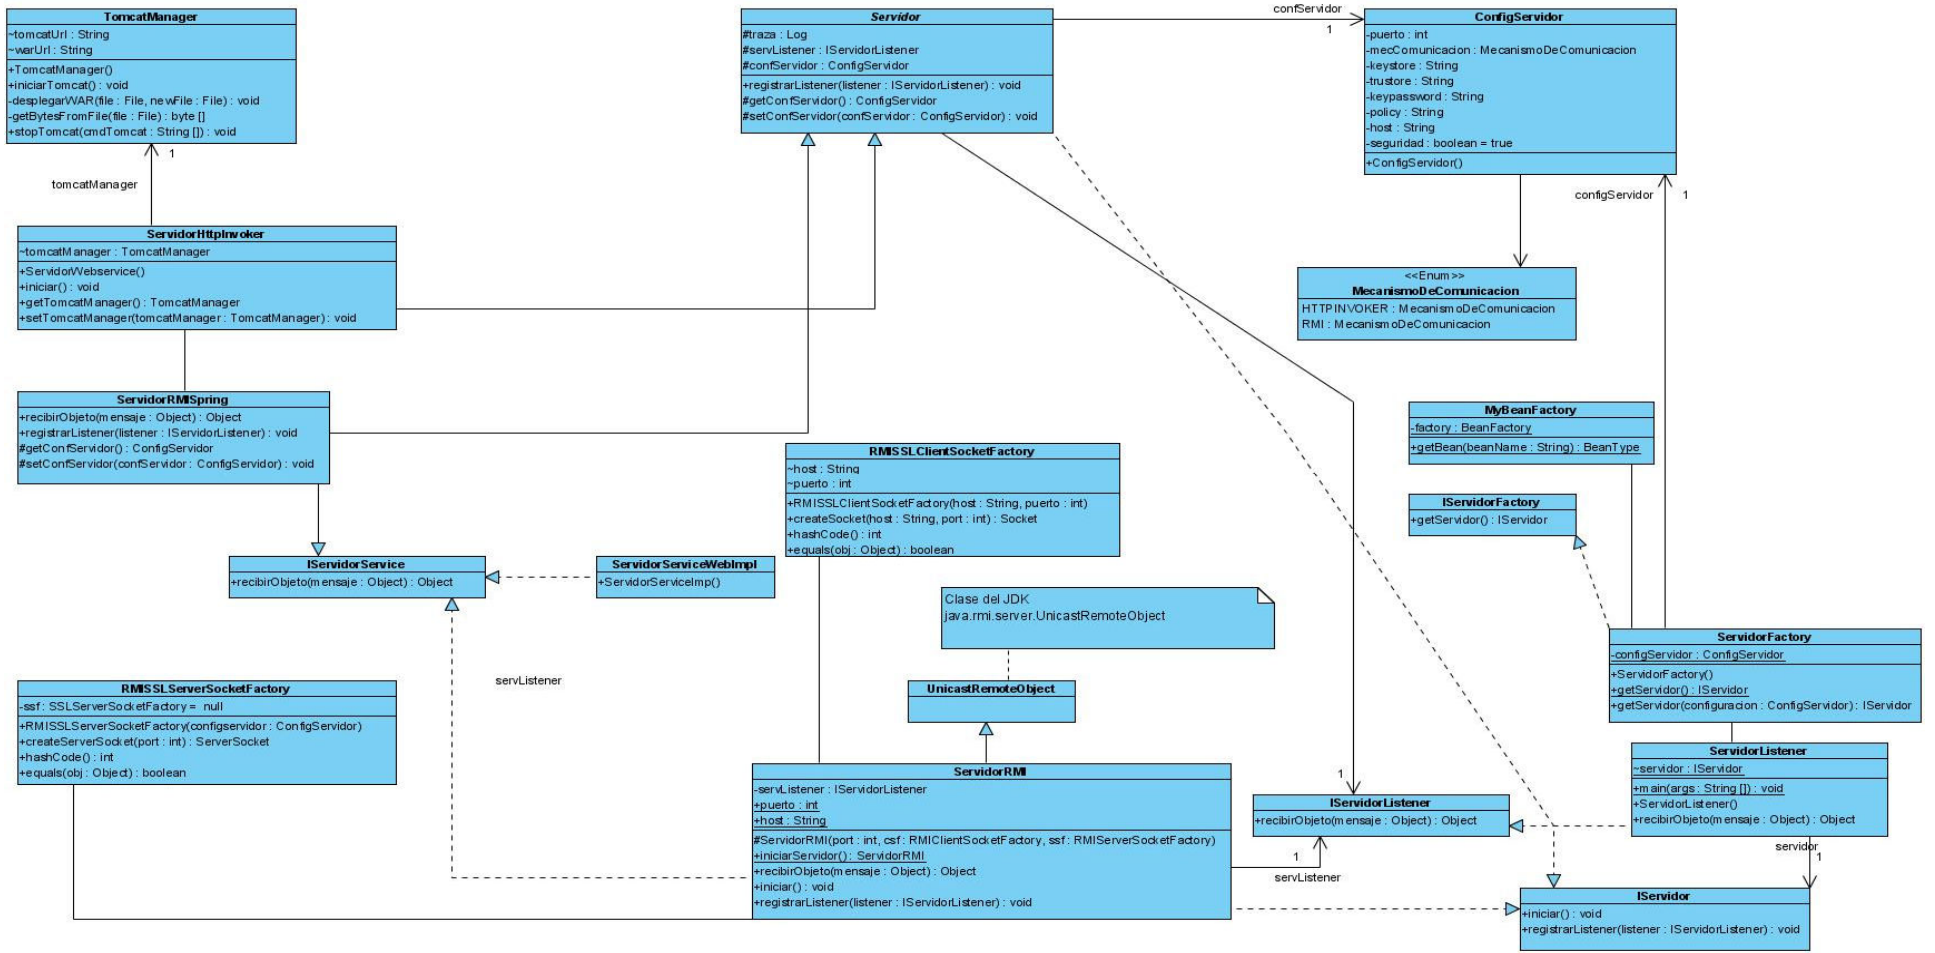 TomcatManager
~tomcatUrl : String
~warUrl : String
+TomcatManager()
+iniciarTomcat() : void
-desplegarWAR(file : File, newFile : File) : void
-getBytesFromFile(file : File) : byte []
+stopTomcat(cmdTomcat : String []) : void
1
tomcatManager
Servidor
#traza : Log
#servListener : IServidorListener
#confServidor : ConfigServidor
+registrarListener(listener : IServidorListener) : void
#getConfServidor() : ConfigServidor
#setConfServidor(confServidor : ConfigServidor) : void
confServidor
1
ConfigServidor
-puerto : int
-mecComunicacion : MecanismoDeComunicacion
-keystore : String
-trustore : String
-keypassword : String
-policy : String
-host : String
-seguridad : boolean = true
+ConfigServidor()
configServidor
1
ServidorHttpInvoker
~tomcatManager : TomcatManager
+ServidorWebservice()
+iniciar() : void
+getTomcatManager() : TomcatManager
+setTomcatManager(tomcatManager : TomcatManager) : void
<<Enum>>
MecanismoDeComunicacion
HTTPINVOKER : MecanismoDeComunicacion
RMI : MecanismoDeComunicacion
ServidorRMISpring
+recibirObjeto(mensaje : Object) : Object
+registrarListener(listener : IServidorListener) : void
#getConfServidor() : ConfigServidor
#setConfServidor(confServidor : ConfigServidor) : void
MyBeanFactory
-factory : BeanFactory
+getBean(beanName : String) : BeanType
RMISSLClientSocketFactory
~host : String
~puerto : int
+RMISSLClientSocketFactory(host : String, puerto : int)
+createSocket(host : String, port : int) : Socket
+hashCode() : int
+equals(obj : Object) : boolean
IServidorFactory
+getServidor() : IServidor
IServidorService
+recibirObjeto(mensaje : Object) : Object
ServidorServiceWebImpl
+ServidorServiceImp()
Clase del JDK
java.rmi.server.UnicastRemoteObject
ServidorFactory
-configServidor : ConfigServidor
+ServidorFactory()
+getServidor() : IServidor
+getServidor(configuracion : ConfigServidor) : IServidor
servListener
UnicastRemoteObject
RMISSLServerSocketFactory
-ssf : SSLServerSocketFactory = null
+RMISSLServerSocketFactory(configservidor : ConfigServidor)
+createServerSocket(port : int) : ServerSocket
+hashCode() : int
+equals(obj : Object) : boolean
ServidorListener
~servidor : IServidor
+main(args : String []) : void
+ServidorListener()
+recibirObjeto(mensaje : Object) : Object
ServidorRMI
-servListener : IServidorListener
+puerto : int
+host : String
#ServidorRMI(port : int, csf : RMIClientSocketFactory, ssf : RMIServerSocketFactory)
+iniciarServidor() : ServidorRMI
+recibirObjeto(mensaje : Object) : Object
+iniciar() : void
+registrarListener(listener : IServidorListener) : void
1
IServidorListener
+recibirObjeto(mensaje : Object) : Object
1
servListener
servidor
1
IServidor
+iniciar() : void
+registrarListener(listener : IServidorListener) : void